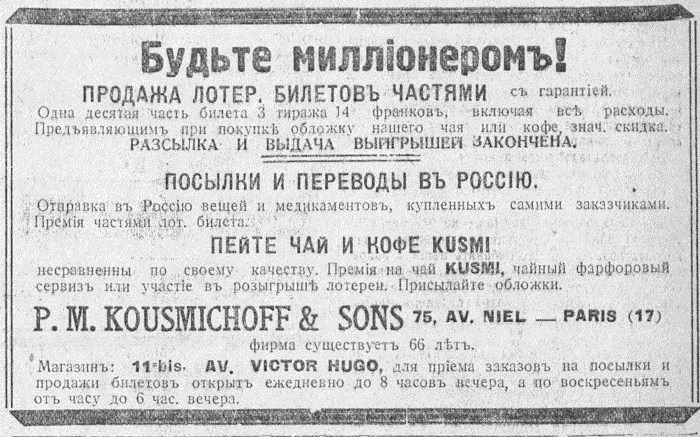 Будьте милліонеромъ!
ПРОДАЖА ЛОТЕР. БИЛЕТОВЪ ЧАСТЯМИ съ гарантіей.
Одна десятая часть билета 3 тиража 14 франковъ, включая всѣ расходы.
Предъявляющимъ при покупкѣ обложку нашего чая или кофе, знач. скидка.
РАЗСЫЛКА И ВЫДАЧА ВЫИГРЫШЕЙ ЗАКОНЧЕНА.
ПОСЫЛКИ И ПЕРЕВОДЫ ВЪ РОССІЮ.
Отправка въ Россію вещей и медикаментовъ, купленныхъ самими заказчиками.
Премія частями лот. билета.
ПЕЙТЕ ЧАЙ И КОФЕ KUSMI
несравненны по своему качеству. Премія на чай KUSMI, чайный фарфоровый
сервизъ или участіе въ розыгрышѣ лотереи. Присылайте обложки.
P. M. KOUSMICHOFF & SONS 75, AV. NIEL — PARIS (17)
фирма существуетъ 66 лѣтъ.
Магазинъ: 11-bis. AV. VICTOR HUGO, для пріема заказовъ на посылки и
продажи билетовъ открытъ ежедневно до 8 часовъ вечера, а по воскресеньямъ
отъ часу до 6 час. вечера.